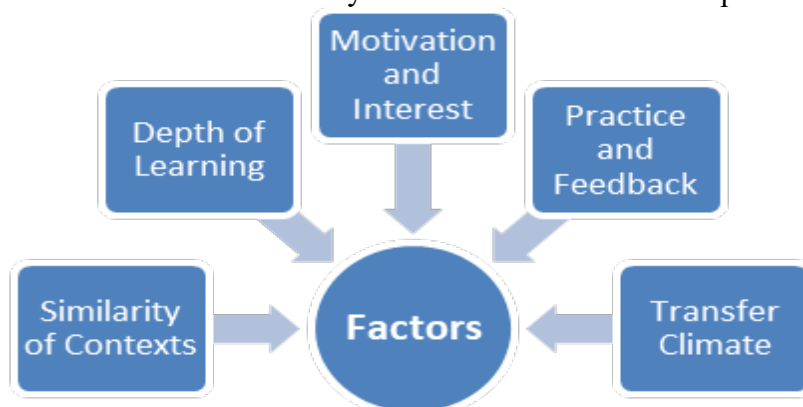 Motivation
and
Interest
Depth of
Learning
Practice
and
Feedback
Similarity
of Contexts
Factors
Transfer
Climate